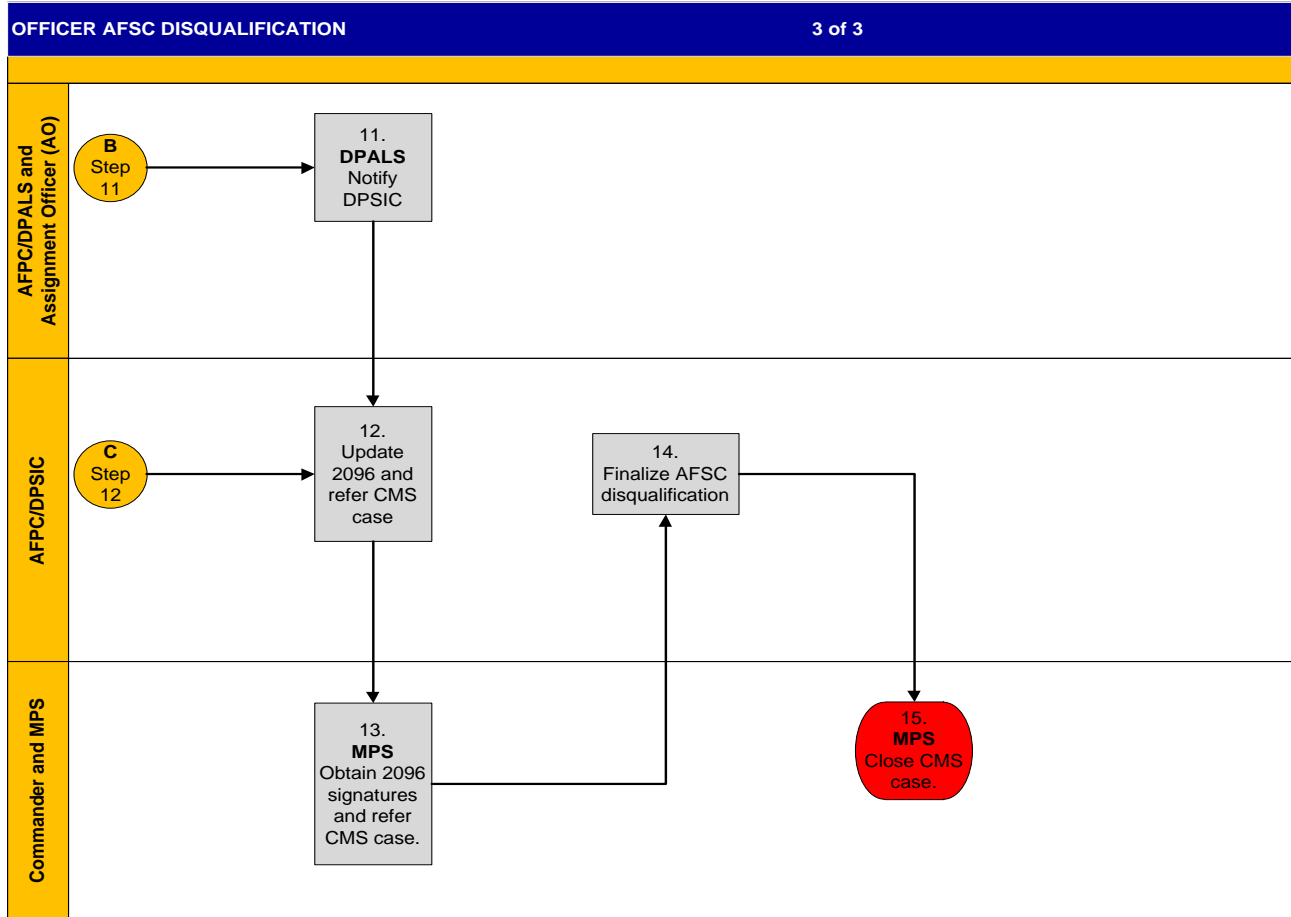 OFFICER AFSC DISQUALIFICATION 3 of 3
AFPC/DPALS and
Assignment Officer (AO)
B
Step
11
11.
DPALS
Notify
DPSIC
AFPC/DPSIC
C
Step
12
12.
Update
2096 and
refer CMS
case
14.
Finalize AFSC
disqualification
Commander and MPS
13.
MPS
Obtain 2096
signatures
and refer
CMS case.
15.
MPS
Close CMS
case.